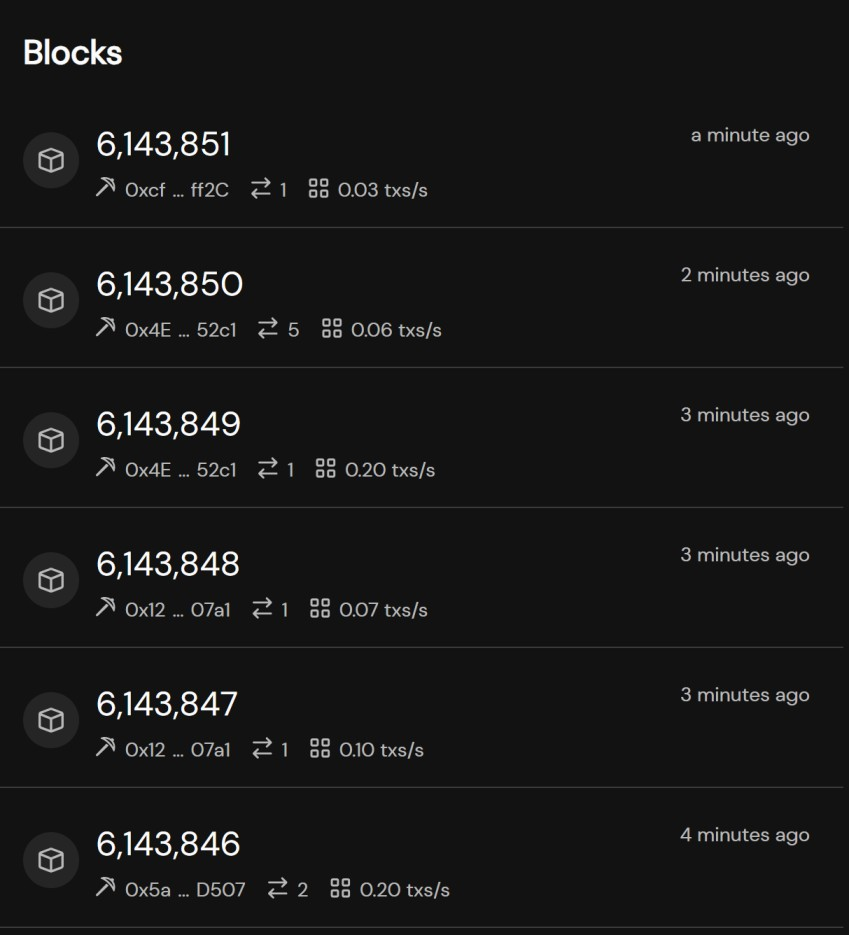 Blocks
6,143,851
a minute ago
0xcf ... ff2C 1 0.03 txs/s
6,143,850
2 minutes ago
0x4E ... 52c1 5 0.06 txs/s
6,143,849
3 minutes ago
0x4E ... 52c1 1 0.20 txs/s
6,143,848
3 minutes ago
0x12 ... 07a1 1 0.07 txs/s
6,143,847
3 minutes ago
0x12 ... 07a1 1 0.10 txs/s
6,143,846
4 minutes ago
0x5a ... D507 2 0.20 txs/s